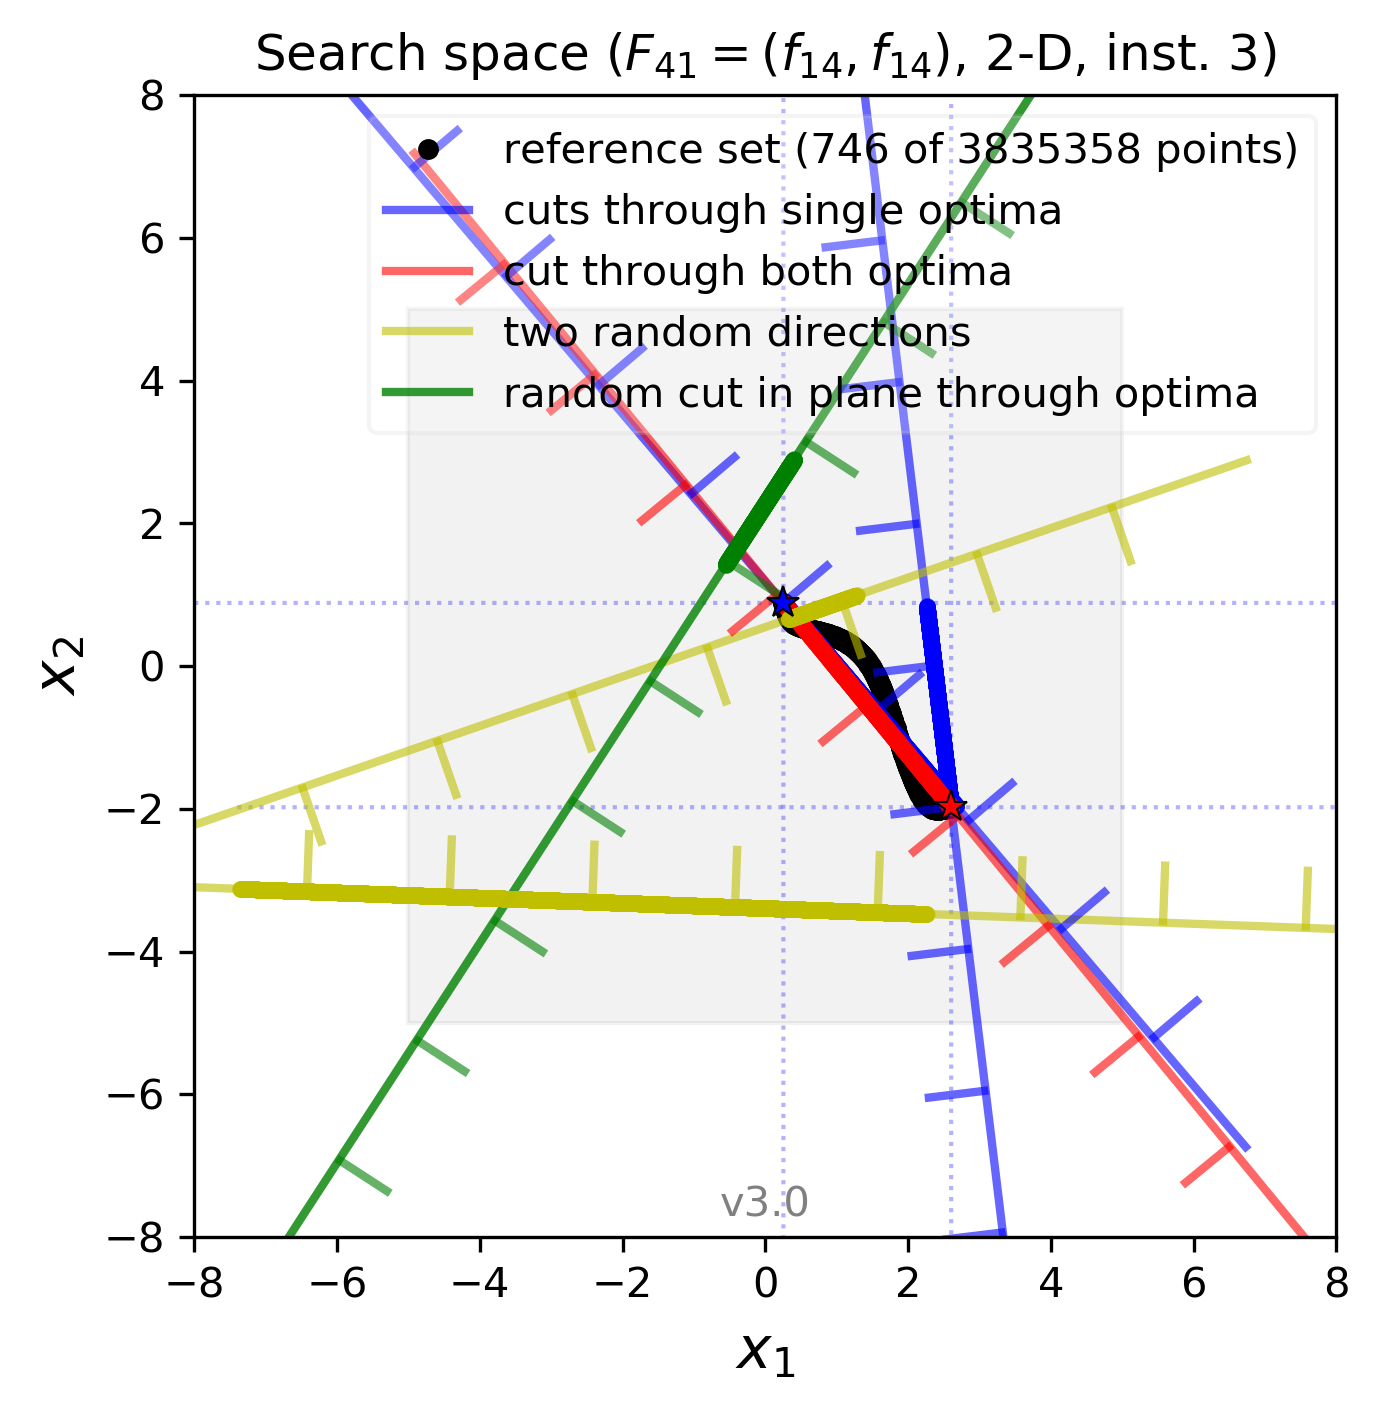 Search space (F41 = (f14, f14), 2-D, inst. 3)
8
6
4
2
0
−2
−4
−6
−8
x2
reference set (746 of 3835358 points)
cuts through single optima
cut through both optima
two random directions
random cut in plane through optima
v3.0
−8 −6 −4 −2 0 2 4 6 8
x1